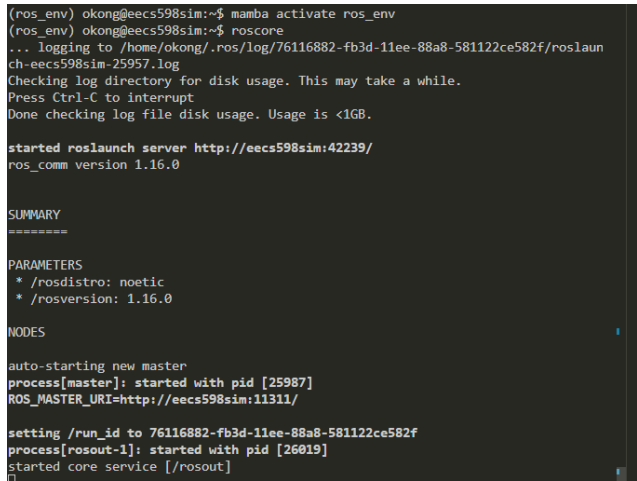 (ros_env) okong@eecs598sim:~$ mamba activate ros_env
(ros_env) okong@eecs598sim:~$ roscore
... logging to /home/okong/.ros/log/76116882-fb3d-11ee-88a8-581122ce582f/roslaun
ch-eecs598sim-25957.log
Checking log directory for disk usage. This may take a while.
Press Ctrl-C to interrupt
Done checking log file disk usage. Usage is <1GB.
started roslaunch server http://eecs598sim:42239/
ros_comm version 1.16.0
SUMMARY
========
PARAMETERS
 * /rosdistro: noetic
 * /rosversion: 1.16.0
NODES
auto-starting new master
process[master]: started with pid [25987]
ROS_MASTER_URI=http://eecs598sim:11311/
setting /run_id to 76116882-fb3d-11ee-88a8-581122ce582f
process[rosout-1]: started with pid [26019]
started core service [/rosout]